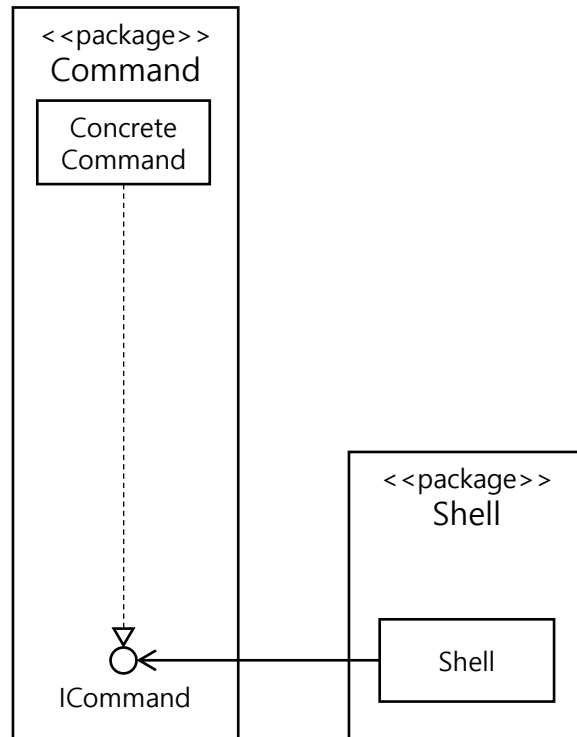 <<package>>
Command
Concrete
Command
<<package>>
Shell
Shell
ICommand